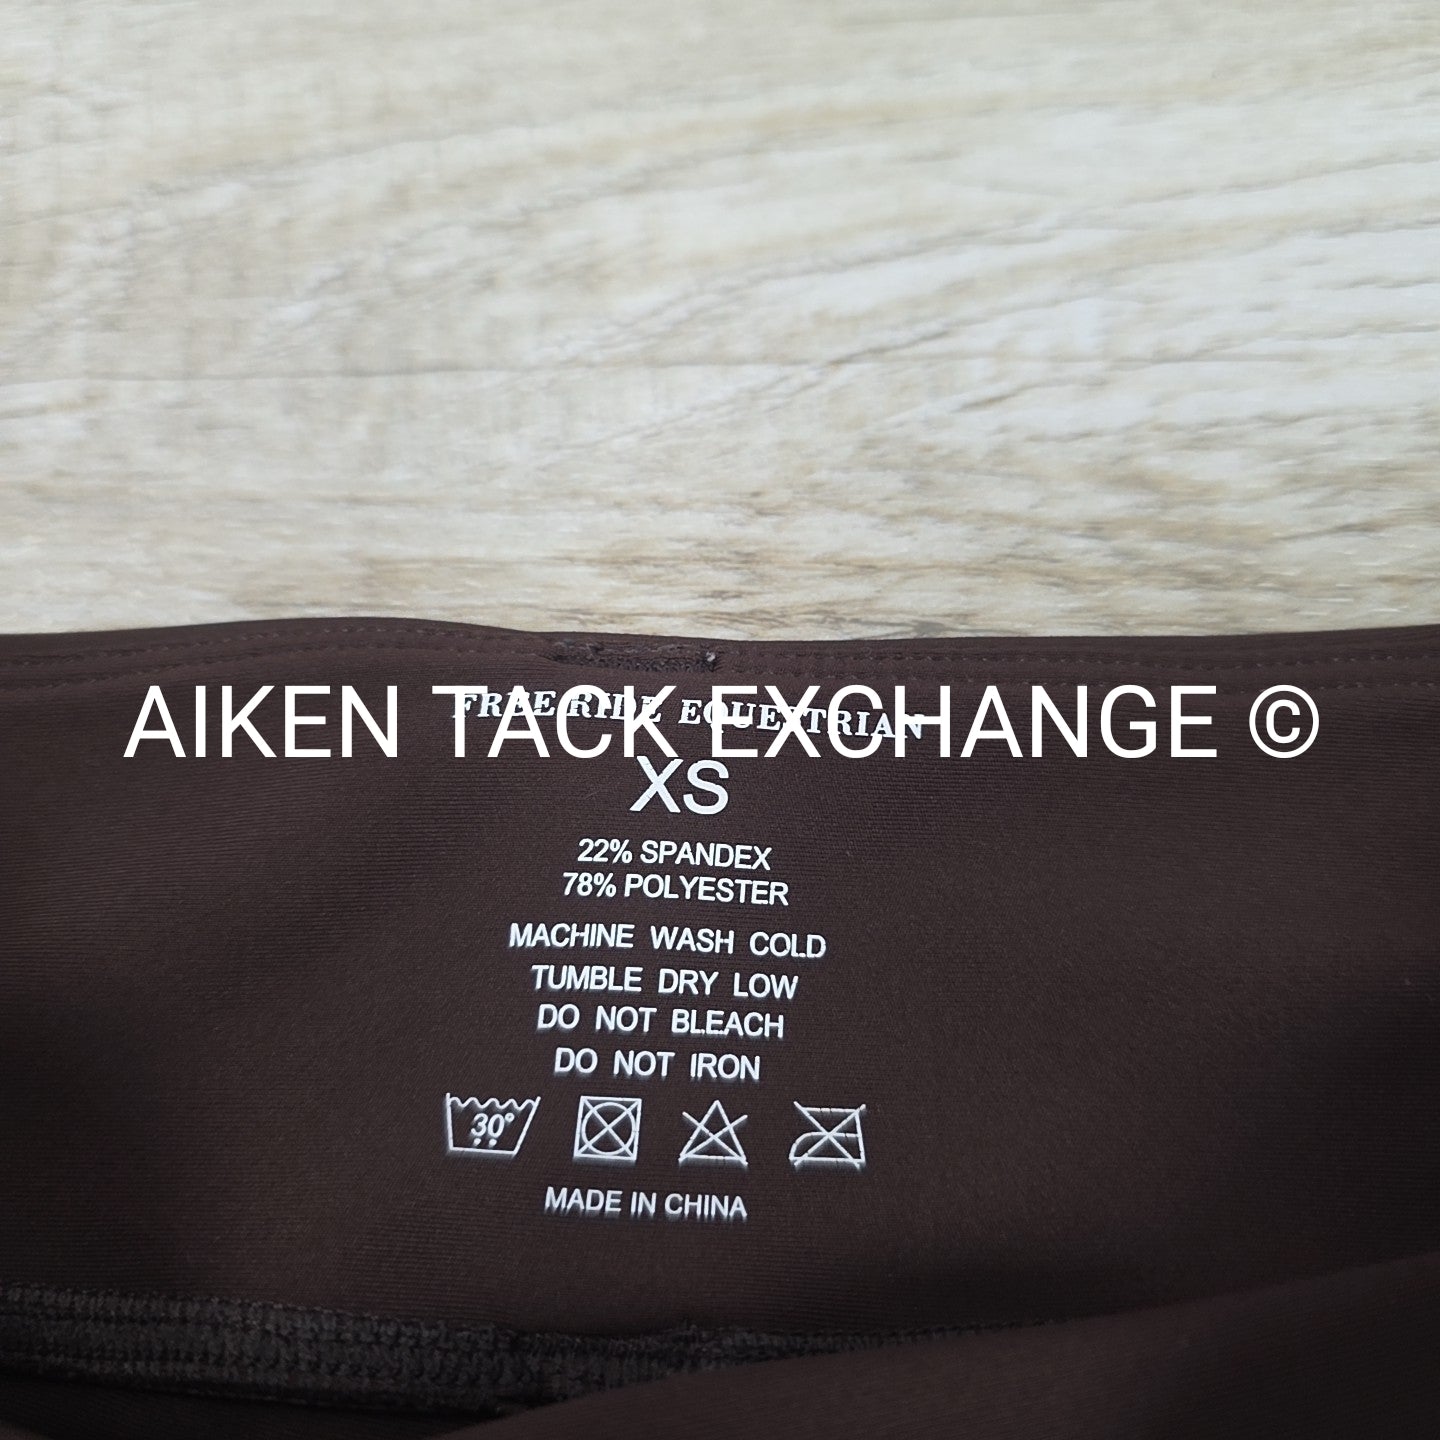 AIKEN TACK EXCHANGE ©
FREE RIDE EQUESTRIAN
XS
22% SPANDEX
78% POLYESTER
MACHINE WASH COLD
TUMBLE DRY LOW
DO NOT BLEACH
DO NOT IRON
30°
MADE IN CHINA